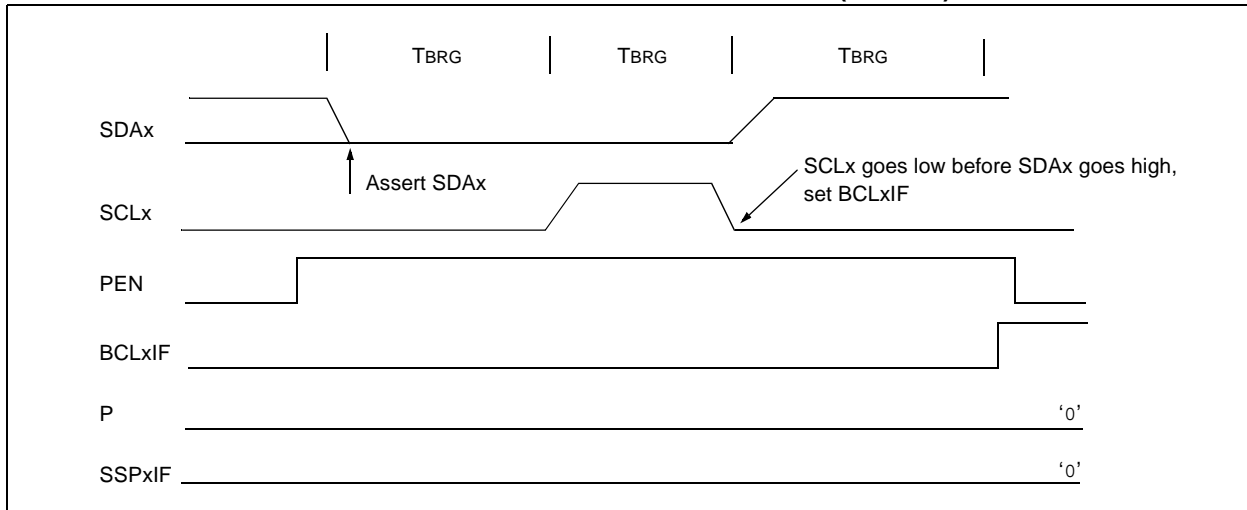 TBRG TBRG TBRG
SDAx
Assert SDAx
SCLx goes low before SDAx goes high,
set BCLxIF
SCLx
PEN
BCLxIF
P
‘0’
SSPxIF
‘0’